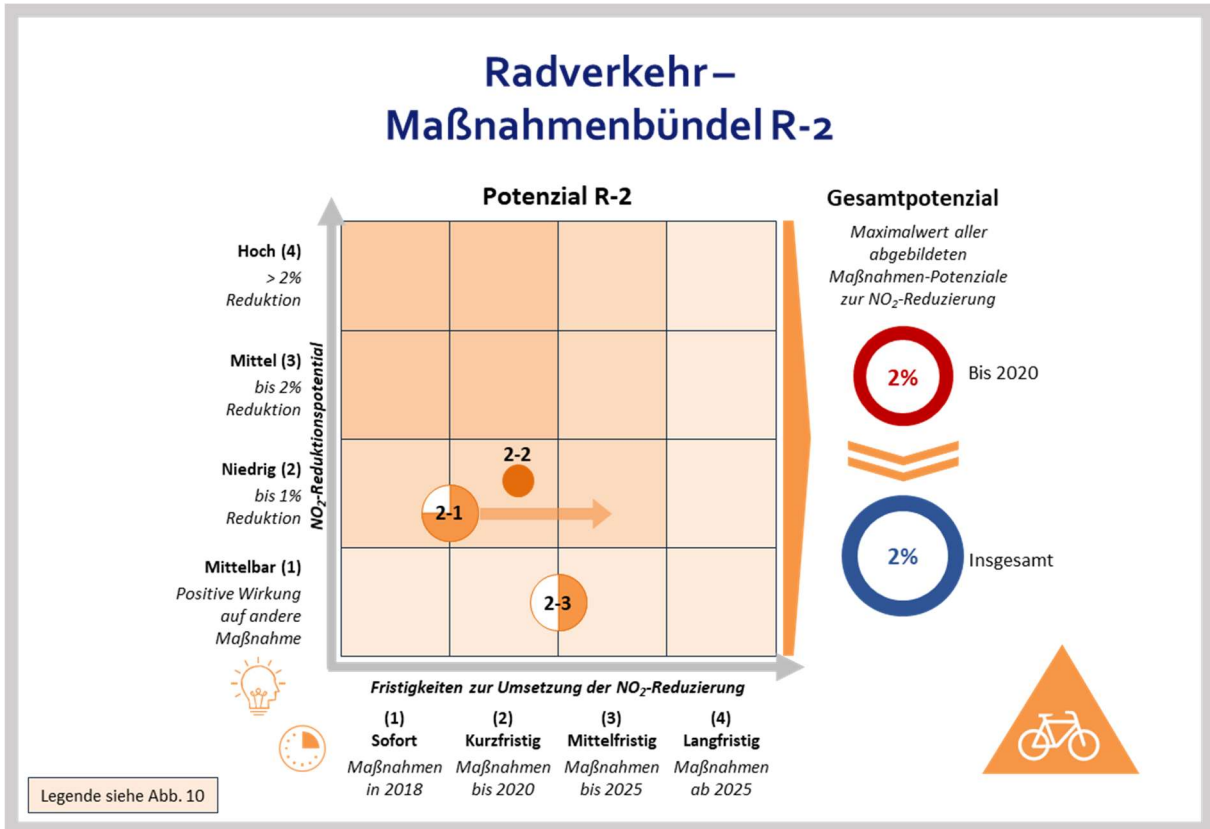 Radverkehr –
Maßnahmenbündel R-2
Potenzial R-2
Hoch (4)
> 2%
Reduktion
Mittel (3)
bis 2%
Reduktion
Niedrig (2)
bis 1%
Reduktion
Mittelbar (1)
Positive Wirkung
auf andere
Maßnahme
NO₂-Reduktionspotential
2-2
2-1
2-3
Fristigkeiten zur Umsetzung der NO₂-Reduzierung
(1)
Sofort
Maßnahmen
in 2018
(2)
Kurzfristig
Maßnahmen
bis 2020
(3)
Mittelfristig
Maßnahmen
bis 2025
(4)
Langfristig
Maßnahmen
ab 2025
Gesamtpotenzial
Maximalwert aller
abgebildeten
Maßnahmen-Potenziale
zur NO₂-Reduzierung
2%
Bis 2020
2%
Insgesamt
Legende siehe Abb. 10